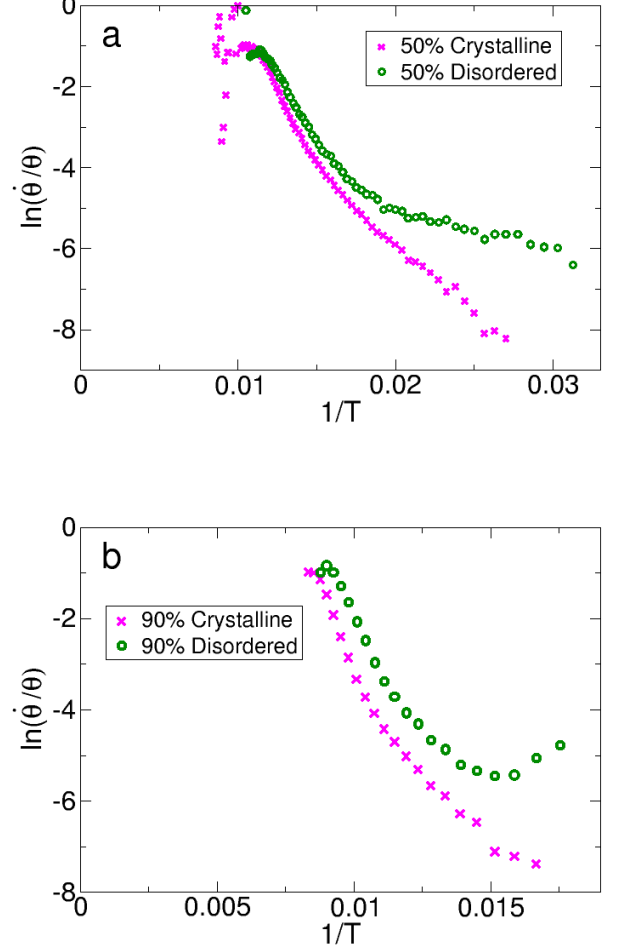 0
a
50% Crystalline
50% Disordered
-2
-4
-6
-8
ln(θ̇/θ)
0
0.01
0.02
0.03
1/T
0
b
-2
90% Crystalline
90% Disordered
-4
-6
-8
ln(θ̇/θ)
0
0.005
0.01
0.015
1/T